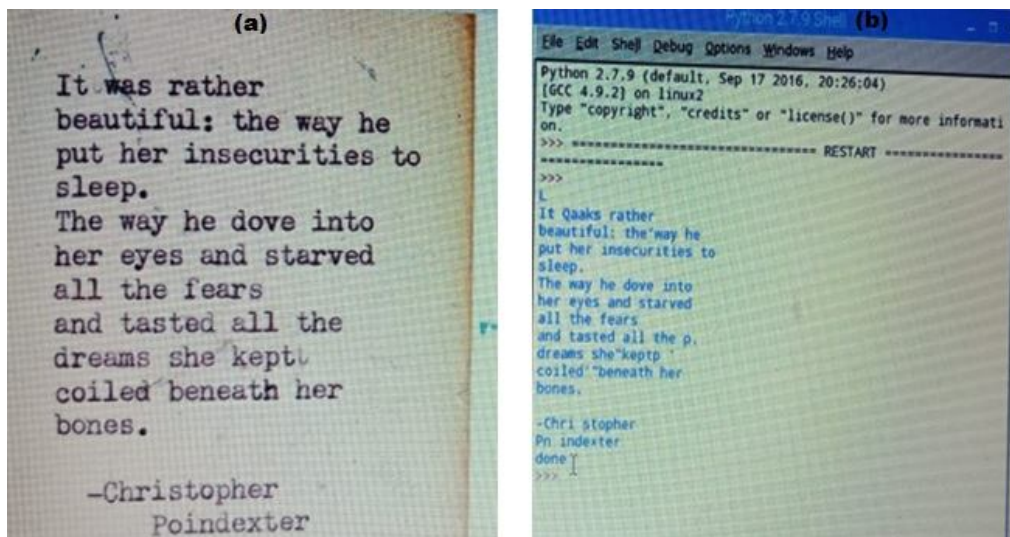 (a)
It was rather
beautiful: the way he
put her insecurities to
sleep.
The way he dove into
her eyes and starved
all the fears
and tasted all the
dreams she kept
coiled beneath her
bones.
-Christopher
Poindexter
Python 2.7.9 Shell (b)
File Edit Shell Debug Options Windows Help
Python 2.7.9 (default, Sep 17 2016, 20:26:04)
[GCC 4.9.2] on linux2
Type "copyright", "credits" or "license()" for more informati
on.
>>> ================================ RESTART ================
================
>>>
L
It Qaaks rather
beautiful: the'way he
put her insecurities to
sleep.
The way he dove into
her eyes and starved
all the fears
and tasted all the p.
dreams she"keptp '
coiled'"beneath her
bones.
-Chri stopher
Pn indexter
done
>>>